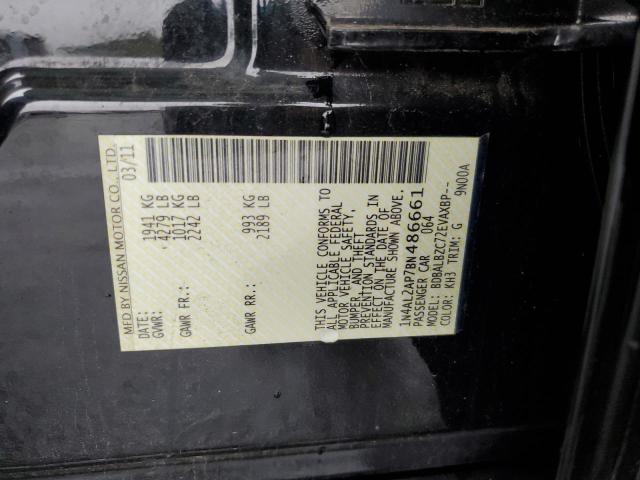 MFD BY NISSAN MOTOR CO., LTD.
DATE: 03/11
GVWR: 1941 KG
4279 LB
GAWR FR: 1017 KG
2242 LB
GAWR RR: 993 KG
2189 LB
THIS VEHICLE CONFORMS TO
ALL APPLICABLE FEDERAL
MOTOR VEHICLE SAFETY,
BUMPER, AND THEFT
PREVENTION STANDARDS IN
EFFECT ON THE DATE OF
MANUFACTURE SHOWN ABOVE.
1N4AL2AP7BN486661
PASSENGER CAR 064
MODEL: BDBALBZC72EVAXBP--
COLOR: KH3 TRIM: G 9N00A